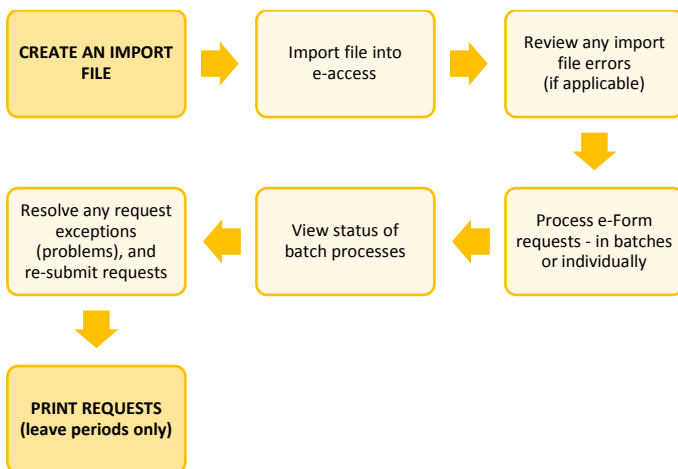 CREATE AN IMPORT
FILE
Import file into
e-access
Review any import
file errors
(if applicable)
Resolve any request
exceptions
(problems), and
re-submit requests
View status of
batch processes
Process e-Form
requests - in batches
or individually
PRINT REQUESTS
(leave periods only)